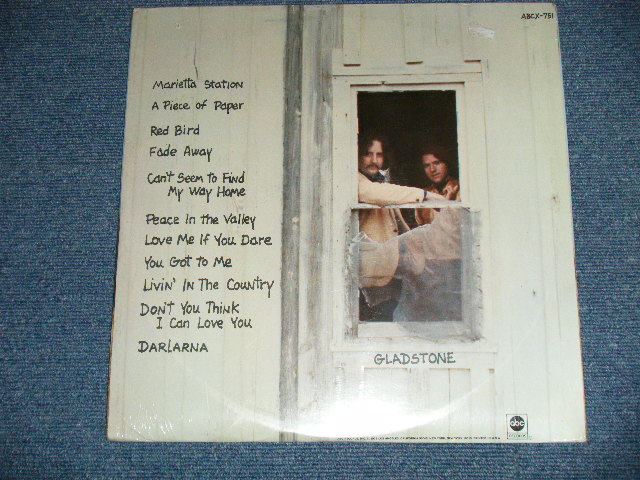 ABCX-751
Marietta Station
A Piece of Paper
Red Bird
Fade Away
Can't Seem to Find
My Way Home
Peace In the Valley
Love Me If You Dare
You Got to Me
Livin' In The Country
Don't You Think
I Can Love You
Darlarna
GLADSTONE
abc